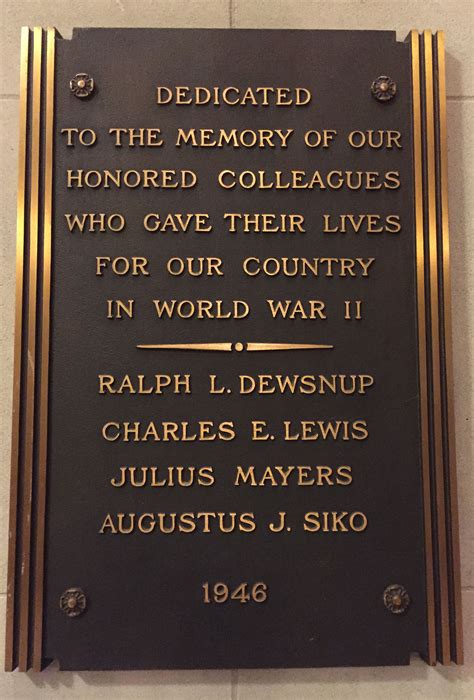 DEDICATED
TO THE MEMORY OF OUR
HONORED COLLEAGUES
WHO GAVE THEIR LIVES
FOR OUR COUNTRY
IN WORLD WAR II
RALPH L. DEWSNUP
CHARLES E. LEWIS
JULIUS MAYERS
AUGUSTUS J. SIKO
1946